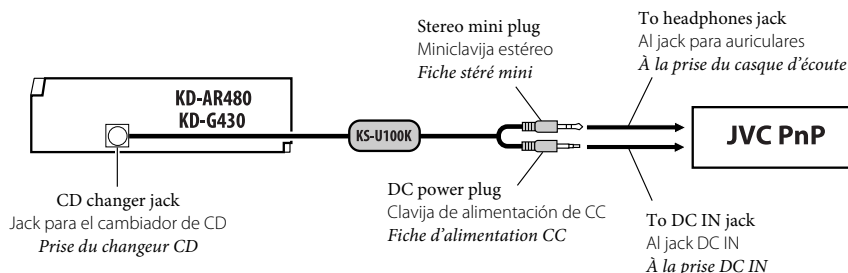 Stereo mini plug
Miniclavija estéreo
Fiche stéré mini
To headphones jack
Al jack para auriculares
À la prise du casque d'écoute
KD-AR480
KD-G430
KS-U100K
JVC PnP
CD changer jack
Jack para el cambiador de CD
Prise du changeur CD
DC power plug
Clavija de alimentación de CC
Fiche d'alimentation CC
To DC IN jack
Al jack DC IN
À la prise DC IN